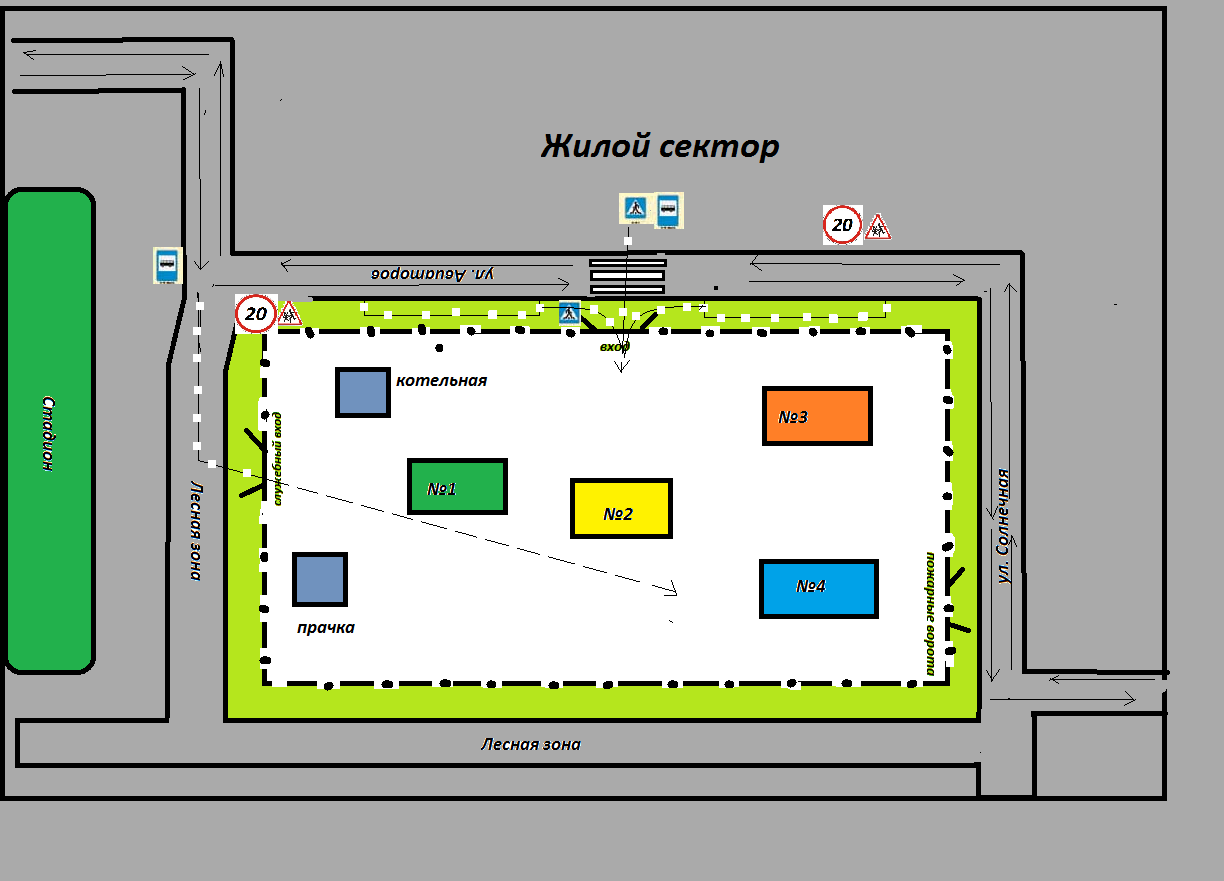 Жилой сектор
20
ул. Авиаторов
20
вход
котельная
№3
служебный вход
Стадион
№1
№2
Лесная зона
ул. Солнечная
№4
пожарные ворота
прачка
Лесная зона